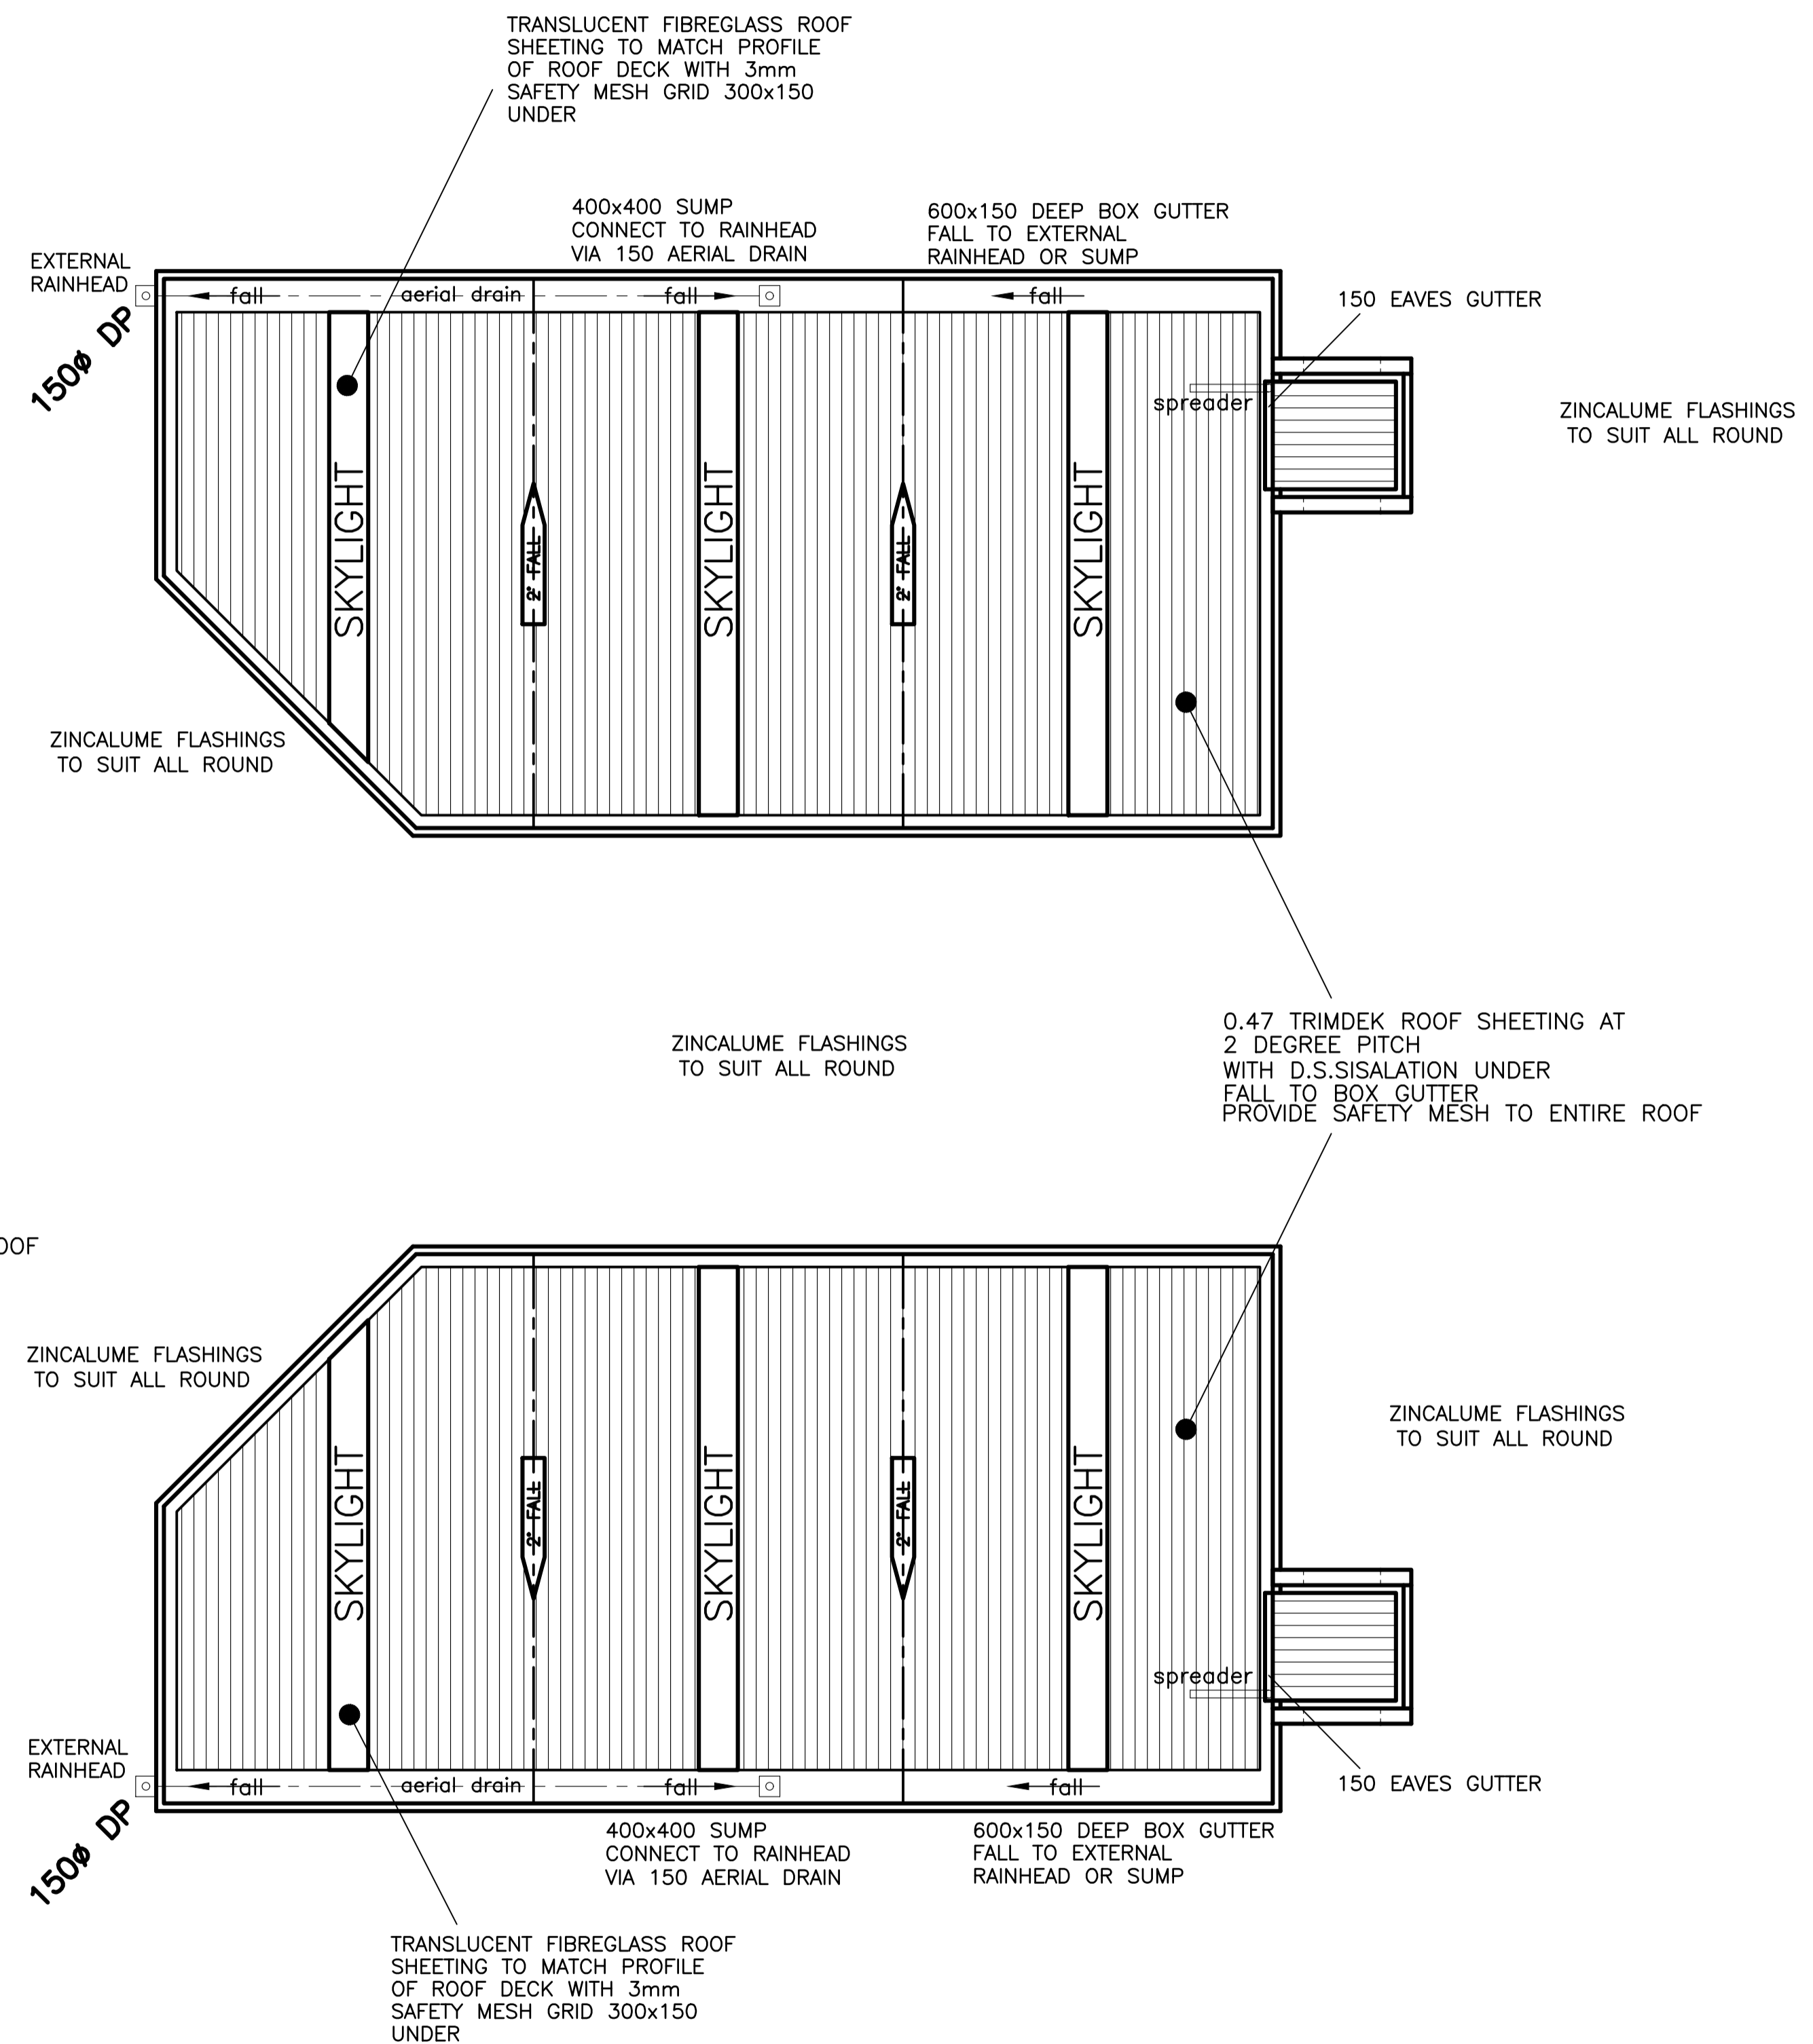 TRANSLUCENT FIBREGLASS ROOF
SHEETING TO MATCH PROFILE
OF ROOF DECK WITH 3mm
SAFETY MESH GRID 300x150
UNDER
400x400 SUMP
CONNECT TO RAINHEAD
VIA 150 AERIAL DRAIN
600x150 DEEP BOX GUTTER
FALL TO EXTERNAL
RAINHEAD OR SUMP
EXTERNAL
RAINHEAD
150ø DP
fall
aerial drain
fall
fall
150 EAVES GUTTER
spreader
ZINCALUME FLASHINGS
TO SUIT ALL ROUND
SKYLIGHT
2° FALL
SKYLIGHT
2° FALL
SKYLIGHT
ZINCALUME FLASHINGS
TO SUIT ALL ROUND
ZINCALUME FLASHINGS
TO SUIT ALL ROUND
0.47 TRIMDEK ROOF SHEETING AT
2 DEGREE PITCH
WITH D.S.SISALATION UNDER
FALL TO BOX GUTTER
PROVIDE SAFETY MESH TO ENTIRE ROOF
OOF
ZINCALUME FLASHINGS
TO SUIT ALL ROUND
ZINCALUME FLASHINGS
TO SUIT ALL ROUND
SKYLIGHT
2° FALL
SKYLIGHT
2° FALL
SKYLIGHT
spreader
EXTERNAL
RAINHEAD
150ø DP
fall
aerial drain
fall
fall
150 EAVES GUTTER
400x400 SUMP
CONNECT TO RAINHEAD
VIA 150 AERIAL DRAIN
600x150 DEEP BOX GUTTER
FALL TO EXTERNAL
RAINHEAD OR SUMP
TRANSLUCENT FIBREGLASS ROOF
SHEETING TO MATCH PROFILE
OF ROOF DECK WITH 3mm
SAFETY MESH GRID 300x150
UNDER